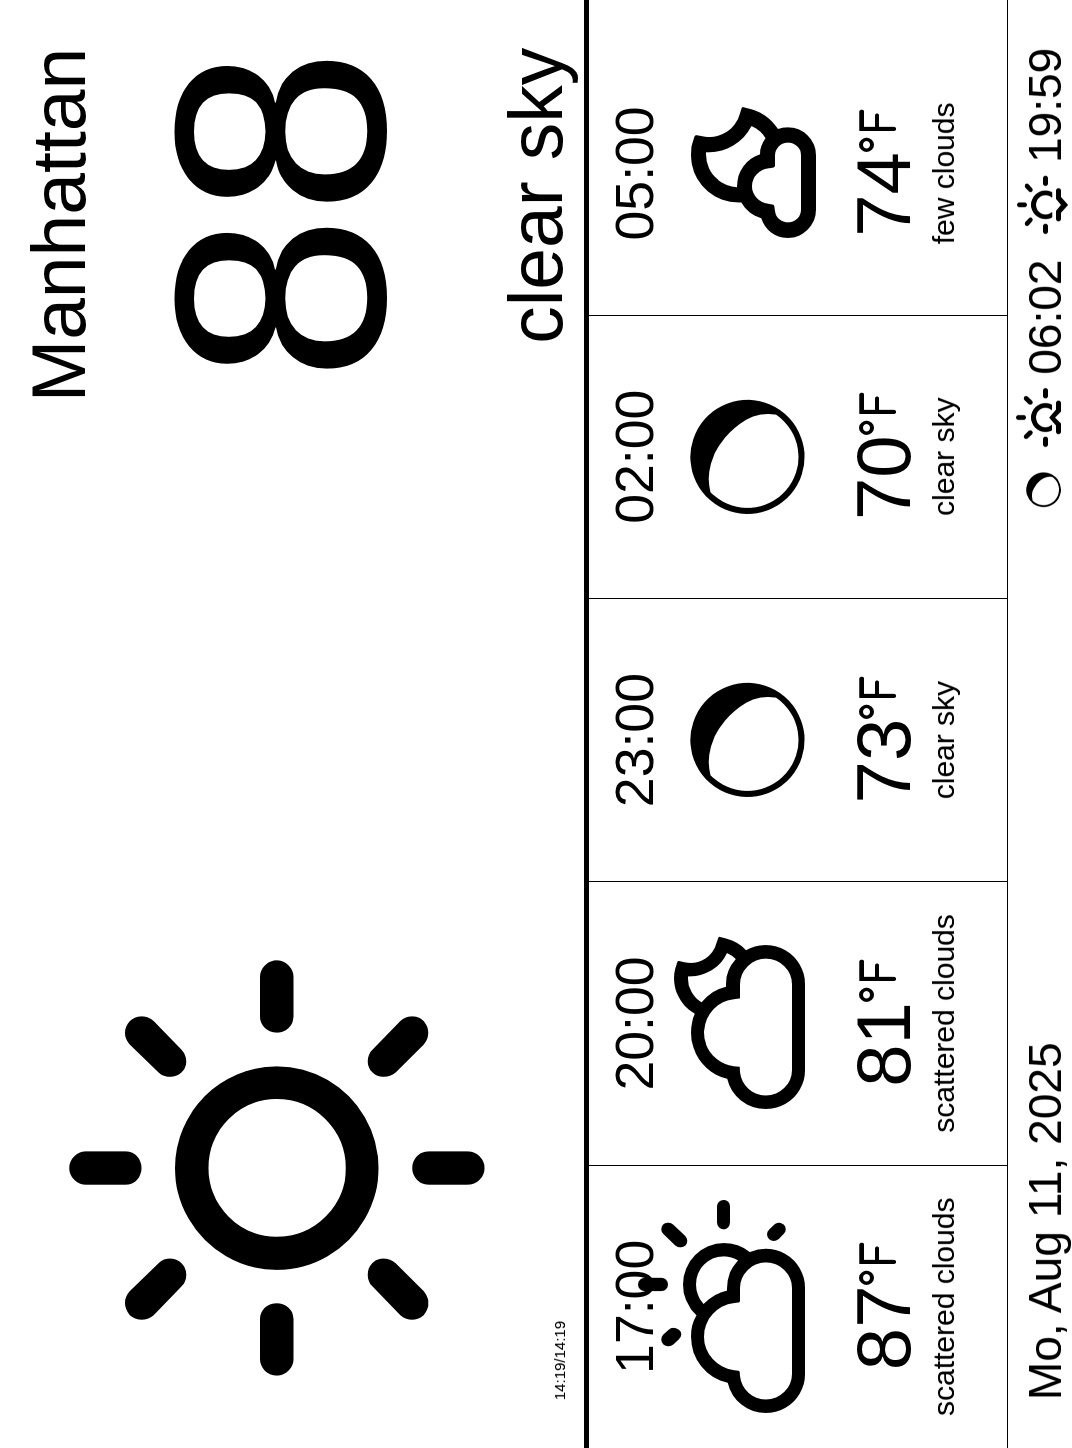 Manhattan
88
clear sky
14:19/14:19
17:00
87°F
scattered clouds
20:00
81°F
scattered clouds
23:00
73°F
clear sky
02:00
70°F
clear sky
05:00
74°F
few clouds
Mo, Aug 11, 2025
06:02
19:59